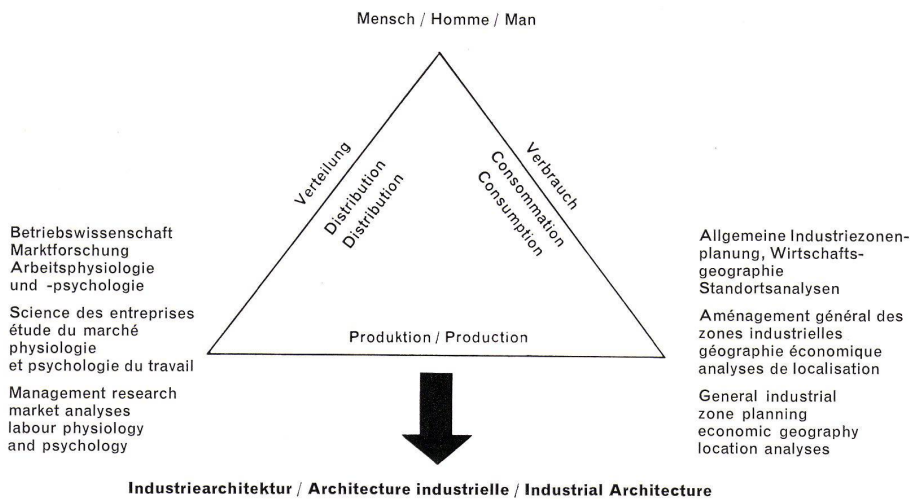 Mensch / Homme / Man
Verteilung
Distribution
Distribution
Verbrauch
Consommation
Consumption
Betriebswissenschaft
Marktforschung
Arbeitsphysiologie
und -psychologie
Science des entreprises
étude du marché
physiologie
et psychologie du travail
Management research
market analyses
labour physiology
and psychology
Produktion / Production
Allgemeine Industriezonen-
planung, Wirtschafts-
geographie
Standortsanalysen
Aménagement général des
zones industrielles
géographie économique
analyses de localisation
General industrial
zone planning
economic geography
location analyses
Industriearchitektur / Architecture industrielle / Industrial Architecture